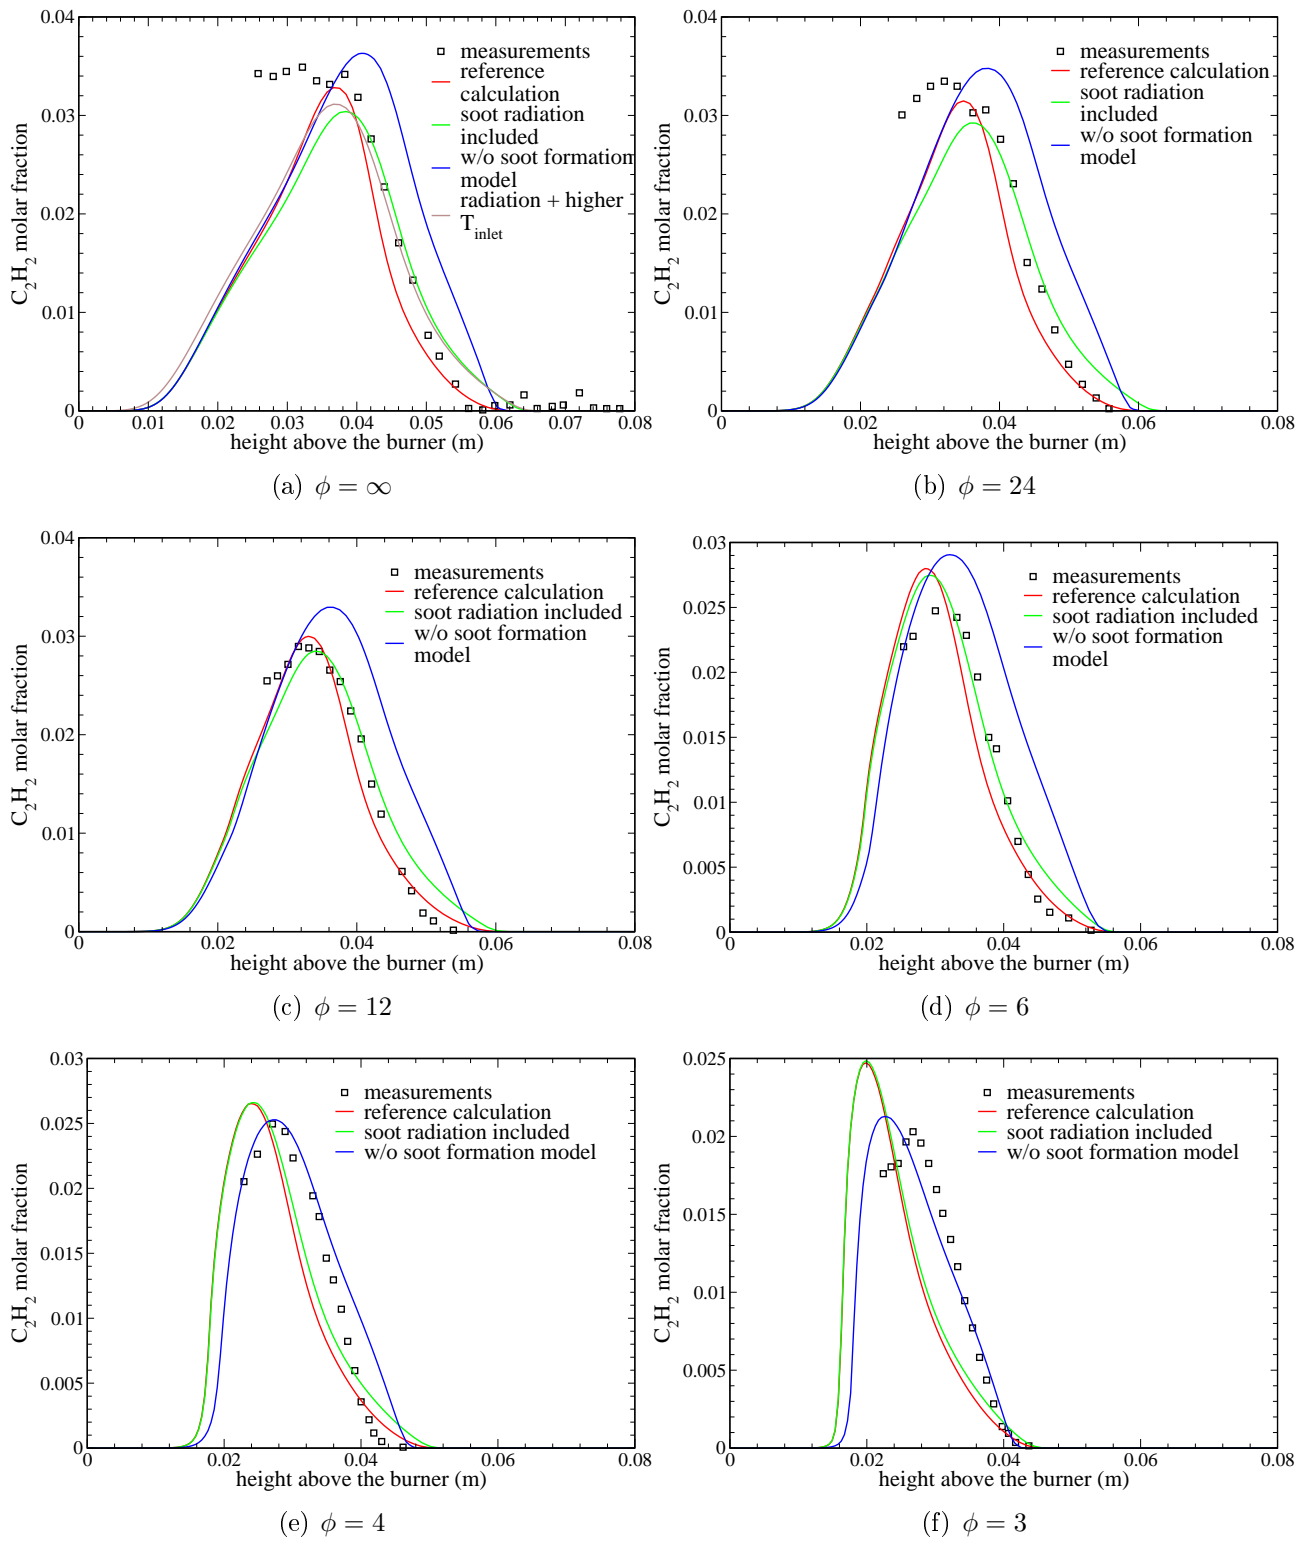 0.04
0.03
0.02
0.01
0
C2H2 molar fraction
measurements
reference
calculation
soot radiation
included
w/o soot formation
model
radiation + higher
Tinlet
0 0.01 0.02 0.03 0.04 0.05 0.06 0.07 0.08
height above the burner (m)
(a) ϕ = ∞
0.04
0.03
0.02
0.01
0
C2H2 molar fraction
measurements
reference calculation
soot radiation
included
w/o soot formation
model
0 0.02 0.04 0.06 0.08
height above the burner (m)
(b) ϕ = 24
0.04
0.03
0.02
0.01
0
C2H2 molar fraction
measurements
reference calculation
soot radiation included
w/o soot formation
model
0 0.02 0.04 0.06 0.08
height above the burner (m)
(c) ϕ = 12
0.03
0.025
0.02
0.015
0.01
0.005
0
C2H2 molar fraction
measurements
reference calculation
soot radiation included
w/o soot formation
model
0 0.02 0.04 0.06 0.08
height above the burner (m)
(d) ϕ = 6
0.03
0.025
0.02
0.015
0.01
0.005
0
C2H2 molar fraction
measurements
reference calculation
soot radiation included
w/o soot formation model
0 0.02 0.04 0.06 0.08
height above the burner (m)
(e) ϕ = 4
0.025
0.02
0.015
0.01
0.005
0
C2H2 molar fraction
measurements
reference calculation
soot radiation included
w/o soot formation model
0 0.02 0.04 0.06 0.08
height above the burner (m)
(f) ϕ = 3